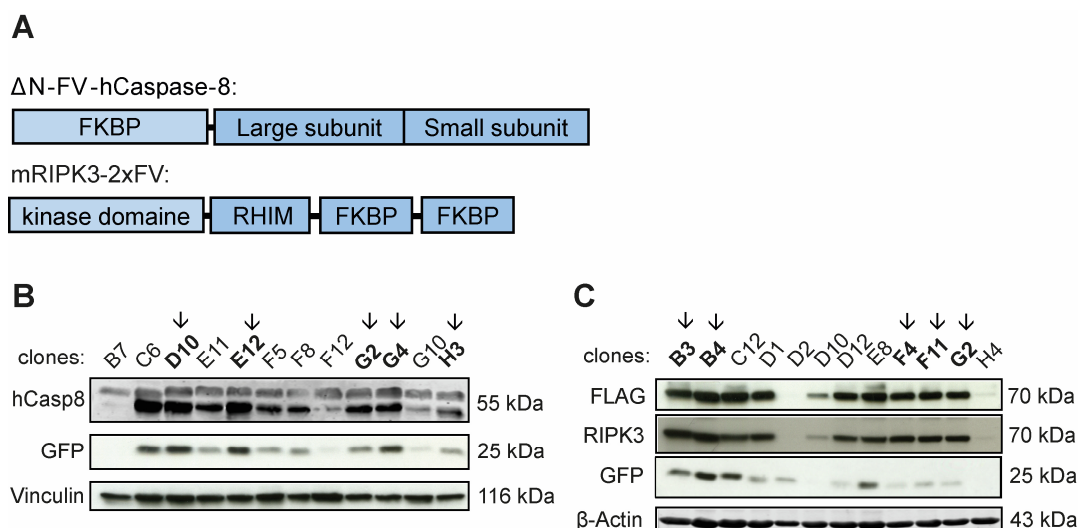 A
ΔN-FV-hCaspase-8:
FKBP Large subunit Small subunit
mRIPK3-2xFV:
kinase domaine RHIM FKBP FKBP
B
clones: B7 C6 D10 E11 E12 F5 F8 F12 G2 G4 G10 H3
hCasp8 55 kDa
GFP 25 kDa
Vinculin 116 kDa
C
clones: B3 B4 C12 D1 D2 D10 D12 E8 F4 F11 G2 H4
FLAG 70 kDa
RIPK3 70 kDa
GFP 25 kDa
β-Actin 43 kDa